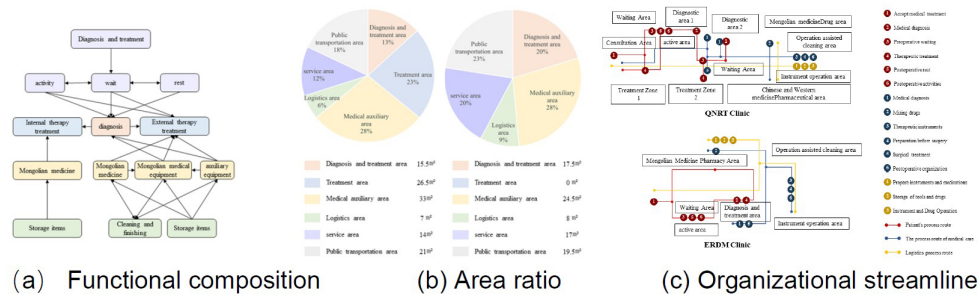 Diagnosis and treatment
activity
wait
rest
Internal therapy
treatment
diagnosis
External therapy
treatment
Mongolian medicine
Mongolian
medicine
Mongolian medical
equipment
auxiliary
equipment
Storage items
Cleaning and
finishing
Storage items
(a) Functional composition
Public
transportation area
18%
Diagnosis and
treatment area
13%
service area
12%
Treatment area
23%
Logistics area
6%
Medical auxiliary
area
28%
Diagnosis and treatment area 15.5m²
Treatment area 26.5m²
Medical auxiliary area 33m²
Logistics area 7 m²
service area 14m²
Public transportation area 21m²
Public
transportation area
23%
Diagnosis and
treatment area
20%
service area
20%
Medical auxiliary
area
28%
Logistics
area
9%
Diagnosis and treatment area 17.5m²
Treatment area 0 m²
Medical auxiliary area 24.5m²
Logistics area 8 m²
service area 17m²
Public transportation area 19.5m²
(b) Area ratio
Waiting Area
Diagnostic
area 1
Diagnostic
area 2
Mongolian medicineDrug area
active area
Operation assisted
cleaning area
Waiting Area
Instrument operation area
Treatment Zone
1
Treatment Zone
2
Chinese and Western
medicinePharmaceutical area
QNRT Clinic
Mongolian Medicine Pharmacy Area
Operation assisted cleaning area
Waiting Area
Diagnosis and
treatment area
active area
Instrument operation area
ERDM Clinic
Accept medical treatment
Medical diagnosis
Preoperative waiting
Therapeutic treatment
Postoperative rest
Postoperative activities
Medical diagnosis
Mixing drugs
Therapeutic instruments
Preparation before surgery
Surgical treatment
Postoperative organization
Prepare instruments and medications
Storage of tools and drugs
Instrument and Drug Operation
Patient's process route
The process route of medical care
Logistics process route
(c) Organizational streamline